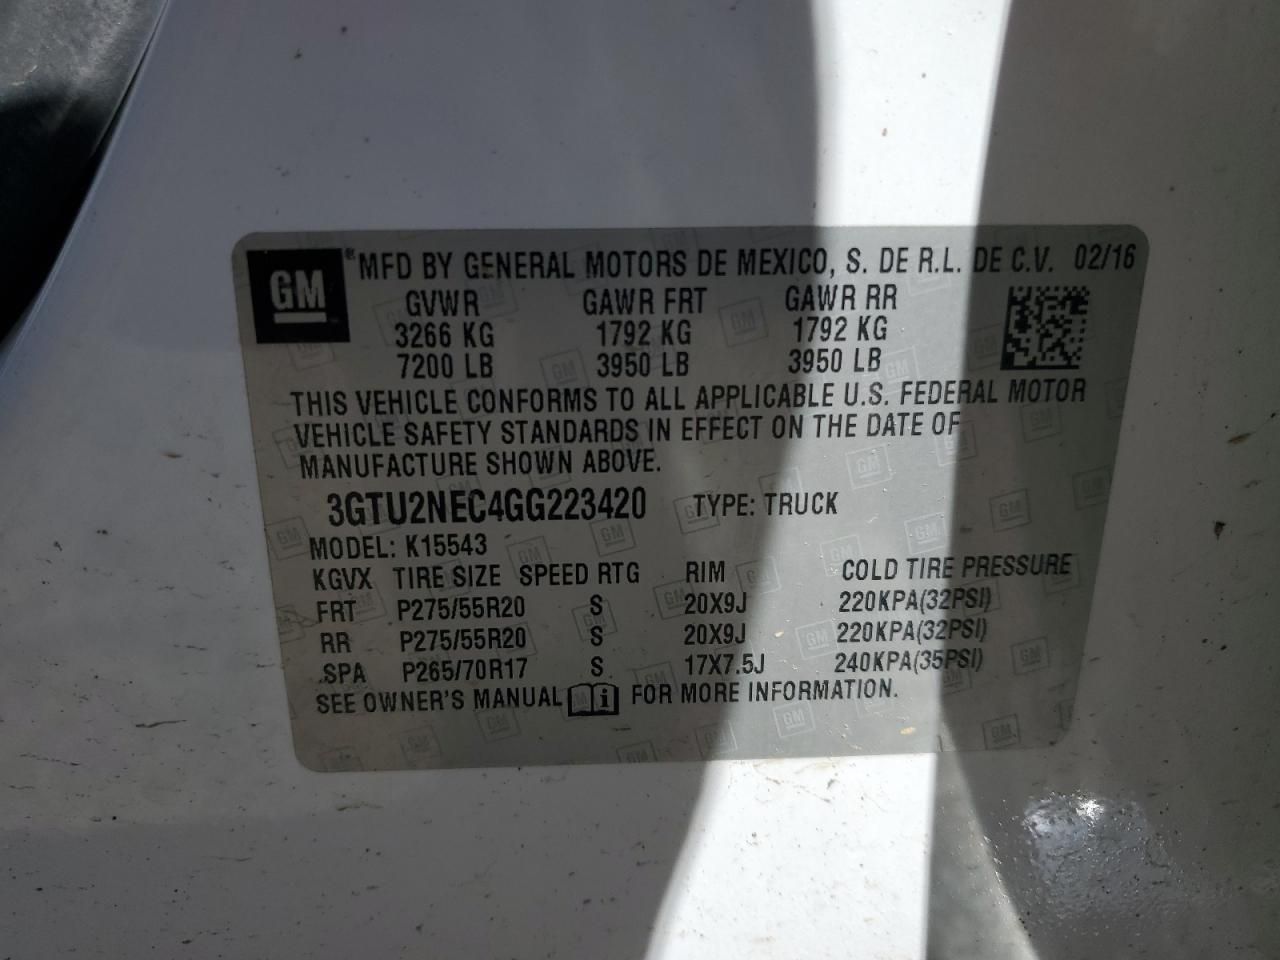 GM ® MFD BY GENERAL MOTORS DE MEXICO, S. DE R.L. DE C.V. 02/16
GVWR GAWR FRT GAWR RR
3266 KG 1792 KG 1792 KG
7200 LB 3950 LB 3950 LB
THIS VEHICLE CONFORMS TO ALL APPLICABLE U.S. FEDERAL MOTOR
VEHICLE SAFETY STANDARDS IN EFFECT ON THE DATE OF
MANUFACTURE SHOWN ABOVE.
3GTU2NEC4GG223420 TYPE: TRUCK
MODEL: K15543
KGVX TIRE SIZE SPEED RTG RIM COLD TIRE PRESSURE
FRT P275/55R20 S 20X9J 220KPA(32PSI)
RR P275/55R20 S 20X9J 220KPA(32PSI)
SPA P265/70R17 S 17X7.5J 240KPA(35PSI)
SEE OWNER'S MANUAL i FOR MORE INFORMATION.